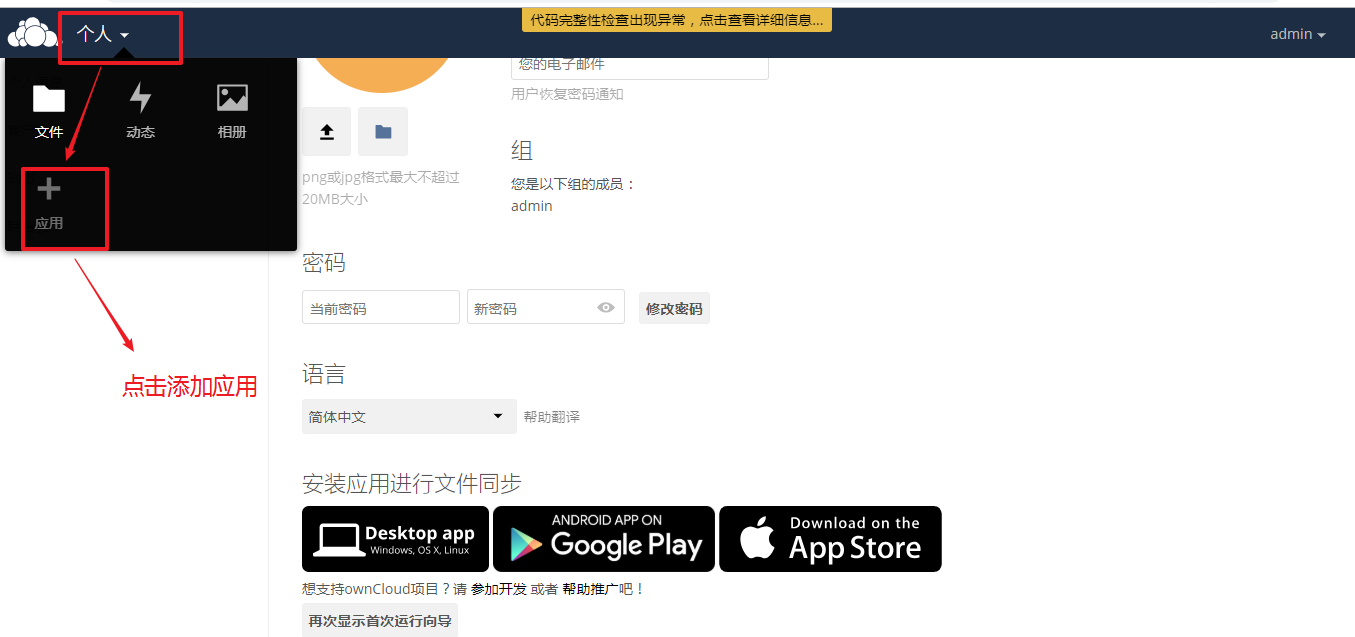 个人
代码完整性检查出现异常，点击查看详细信息...
admin
文件
动态
相册
应用
点击添加应用
您的电子邮件
用户恢复密码通知
png或jpg格式最大不超过
20MB大小
组
您是以下组的成员：
admin
密码
当前密码
新密码
修改密码
语言
简体中文
帮助翻译
安装应用进行文件同步
Desktop app
Windows, OS X, Linux
ANDROID APP ON
Google Play
Download on the
App Store
想支持ownCloud项目？请 参加开发 或者 帮助推广吧！
再次显示首次运行向导